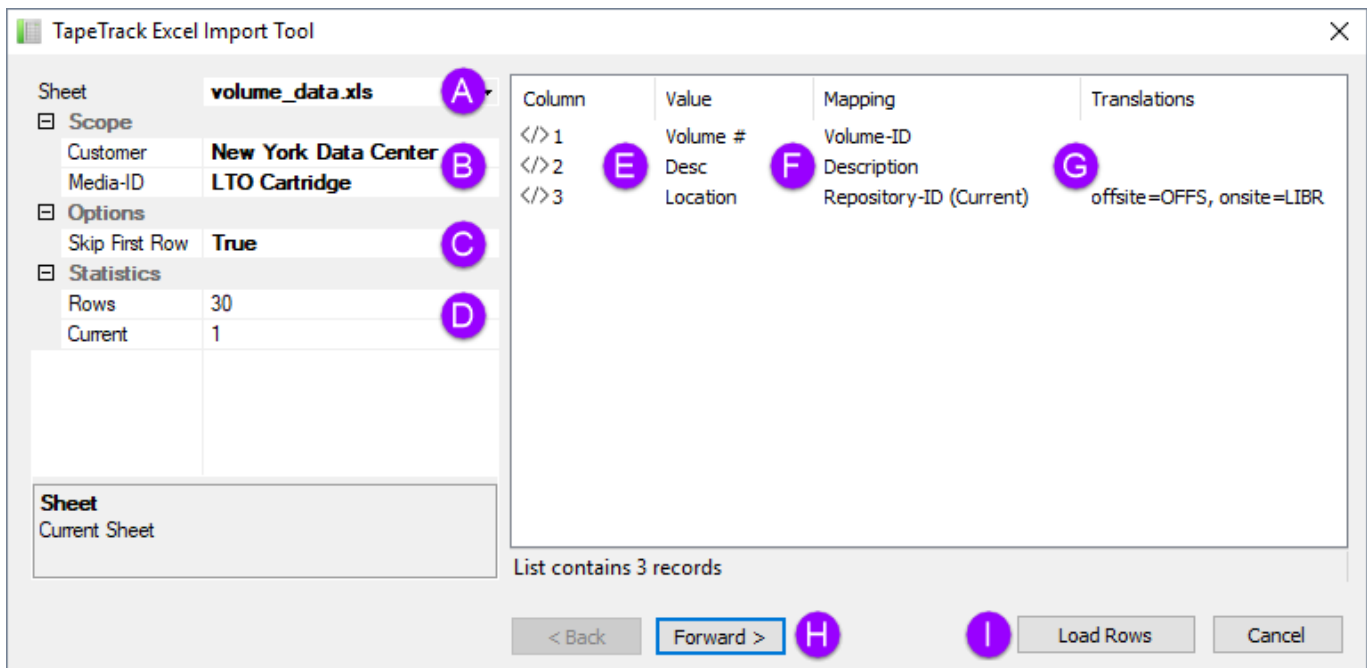 TapeTrack Excel Import Tool
Sheet volume_data.xls A
Scope
Customer New York Data Center
B
Media-ID LTO Cartridge
Options
Skip First Row True C
Statistics
Rows 30
D
Current 1
Sheet
Current Sheet
Column Value Mapping Translations
</> 1 Volume # Volume-ID
</> 2 E Desc F Description G
</> 3 Location Repository-ID (Current) offsite=OFFS, onsite=LIBR
List contains 3 records
< Back Forward > H I Load Rows Cancel